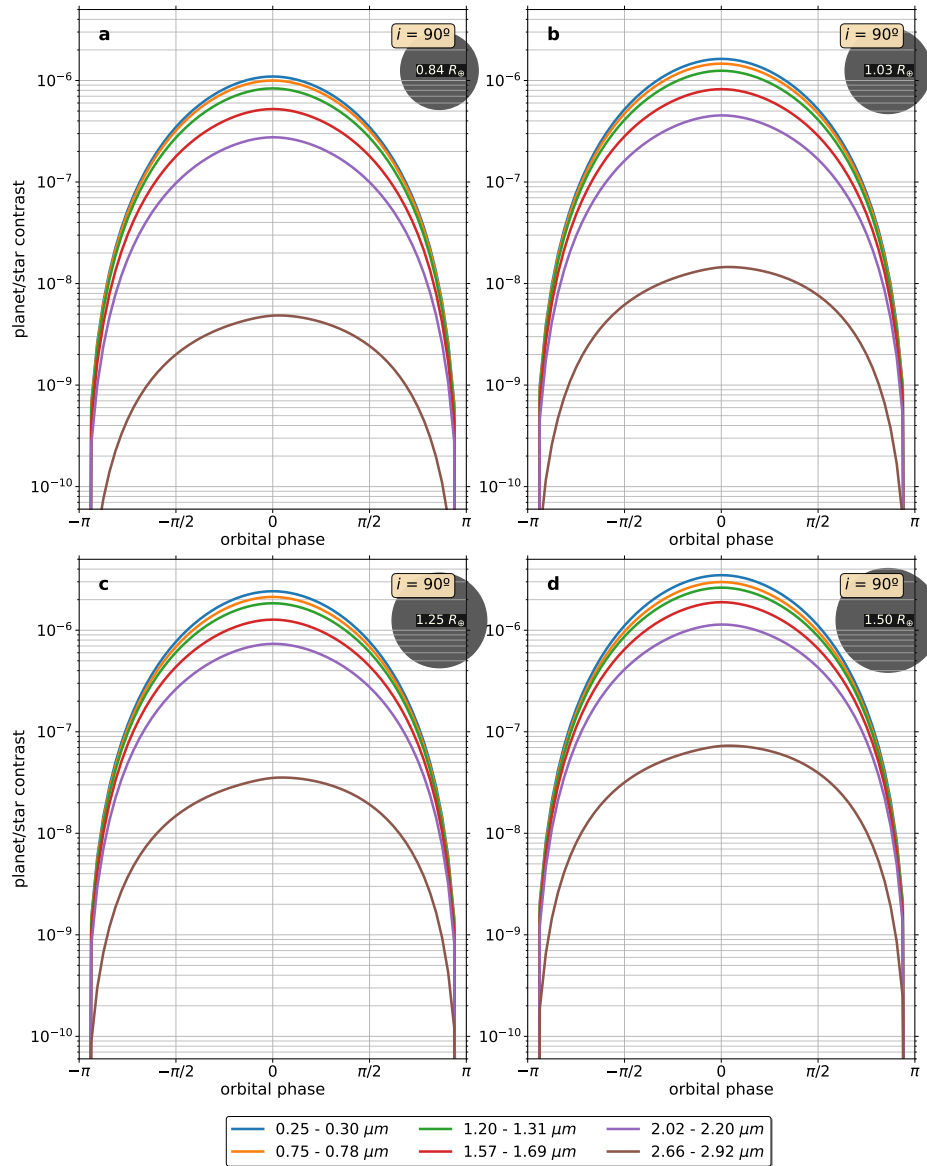 a
i = 90º
0.84 R⊕
b
i = 90º
1.03 R⊕
planet/star contrast
10⁻⁶
10⁻⁷
10⁻⁸
10⁻⁹
10⁻¹⁰
10⁻⁶
10⁻⁷
10⁻⁸
10⁻⁹
10⁻¹⁰
−π
−π/2
0
π/2
π
orbital phase
−π
−π/2
0
π/2
π
orbital phase
c
i = 90º
1.25 R⊕
d
i = 90º
1.50 R⊕
planet/star contrast
10⁻⁶
10⁻⁷
10⁻⁸
10⁻⁹
10⁻¹⁰
10⁻⁶
10⁻⁷
10⁻⁸
10⁻⁹
10⁻¹⁰
−π
−π/2
0
π/2
π
orbital phase
−π
−π/2
0
π/2
π
orbital phase
0.25 - 0.30 μm
0.75 - 0.78 μm
1.20 - 1.31 μm
1.57 - 1.69 μm
2.02 - 2.20 μm
2.66 - 2.92 μm